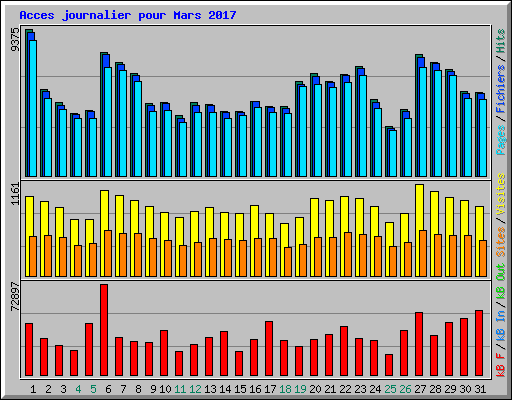 Acces journalier pour Mars 2017
9375
1161
72897
Pages / Fichiers / Hits
Sites / Visites
kB F / kB In / kB Out
1 2 3 4 5 6 7 8 9 10 11 12 13 14 15 16 17 18 19 20 21 22 23 24 25 26 27 28 29 30 31